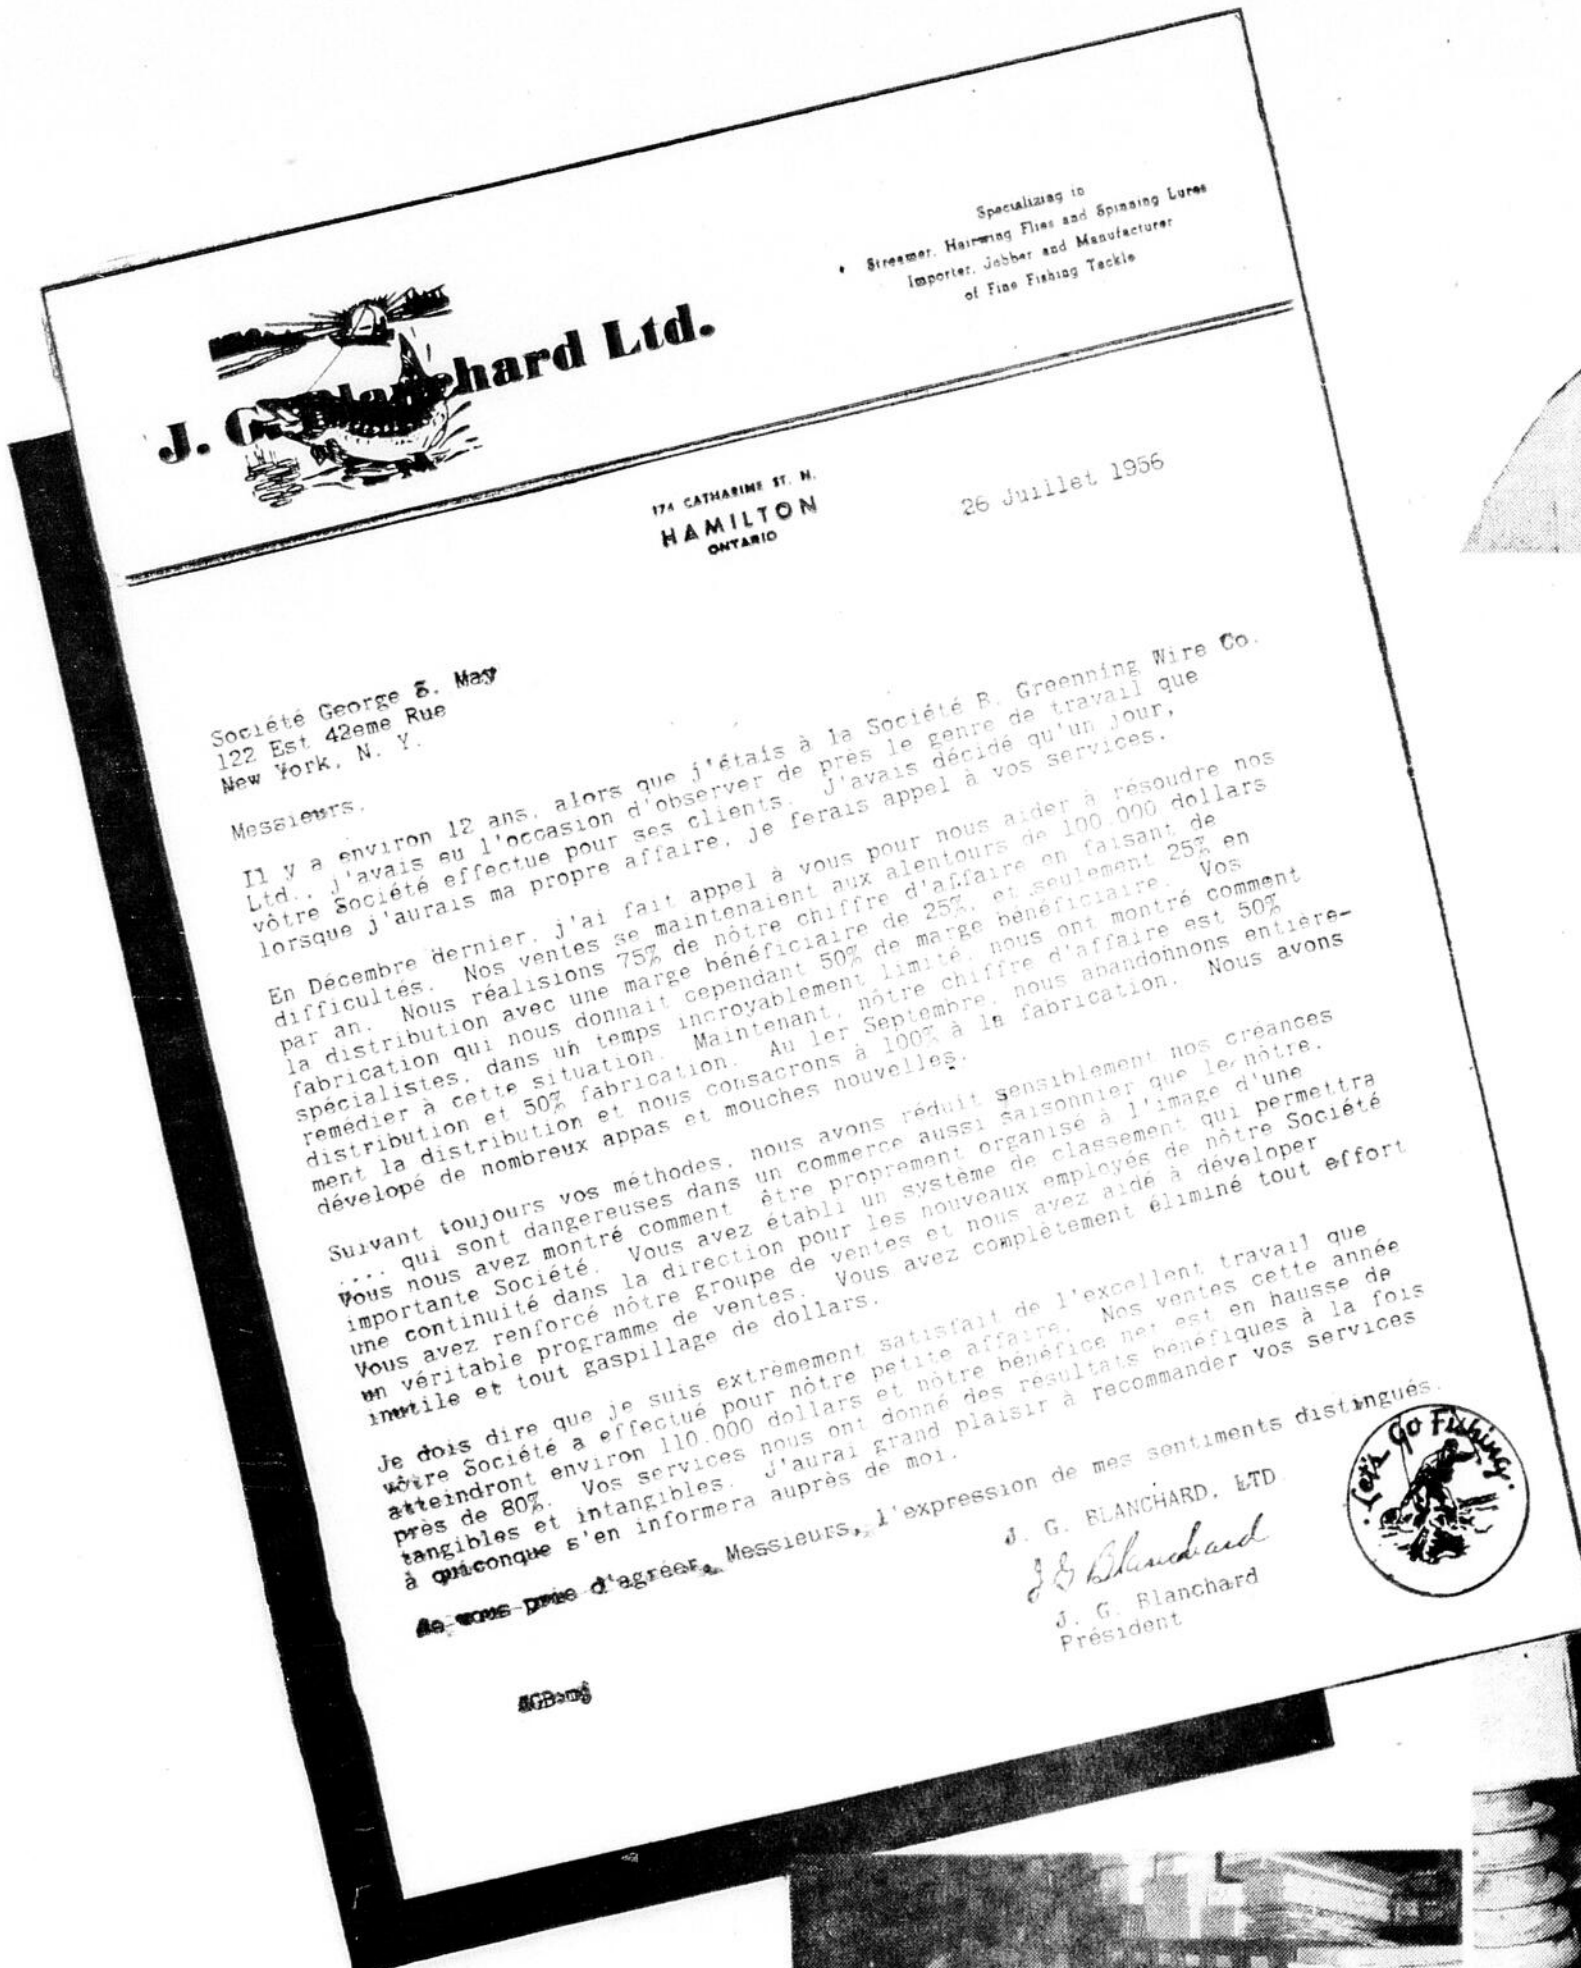 Specializing in
Streamer, Hairwing Flies and Spinning Lures
Importer, Jobber and Manufacturer
of Fine Fishing Tackle
J. G. Blanchard Ltd.
174 CATHARINE ST. N.
HAMILTON
ONTARIO
26 Juillet 1956
Société George S. May
122 Est 42eme Rue
New York, N. Y.
Messieurs,
Il y a environ 12 ans, alors que j'étais à la Société B. Greenning Wire Co.
Ltd., j'avais eu l'occasion d'observer de près le genre de travail que
vôtre Société effectue pour ses clients. J'avais décidé qu'un jour,
lorsque j'aurais ma propre affaire, je ferais appel à vos services.
En Décembre dernier, j'ai fait appel à vous pour nous aider à résoudre nos
difficultés. Nos ventes se maintenaient aux alentours de 100.000 dollars
par an. Nous réalisions 75% de nôtre chiffre d'affaire en faisant de
la distribution avec une marge bénéficiaire de 25%, et seulement 25% en
fabrication qui nous donnait cependant 50% de marge bénéficiaire. Vos
spécialistes, dans un temps incroyablement limité, nous ont montré comment
remédier à cette situation. Maintenant, nôtre chiffre d'affaire est 50%
distribution et 50% fabrication. Au 1er Septembre, nous abandonnons entière-
ment la distribution et nous consacrons à 100% à la fabrication. Nous avons
dévelopé de nombreux appas et mouches nouvelles.
Suivant toujours vos méthodes, nous avons réduit sensiblement nos créances
.... qui sont dangereuses dans un commerce aussi saisonnier que le nôtre.
Vous nous avez montré comment être proprement organisé à l'image d'une
importante Société. Vous avez établi un système de classement qui permettra
une continuité dans la direction pour les nouveaux employés de nôtre Société
Vous avez renforcé nôtre groupe de ventes et nous avez aidé à déveloper
un véritable programme de ventes. Vous avez complètement éliminé tout effort
inutile et tout gaspillage de dollars.
Je dois dire que je suis extrèmement satisfait de l'excellent travail que
vôtre Société a effectué pour nôtre petite affaire. Nos ventes cette année
atteindront environ 110.000 dollars et nôtre bénéfice net est en hausse de
près de 80%. Vos services nous ont donné des résultats bénéfiques à la fois
tangibles et intangibles. J'aurai grand plaisir à recommander vos services
à quiconque s'en informera auprès de moi.
Je vous prie d'agréer, Messieurs, l'expression de mes sentiments distingués.
J. G. BLANCHARD, LTD.
J G Blanchard
J. G. Blanchard
Président
Let's Go Fishing.